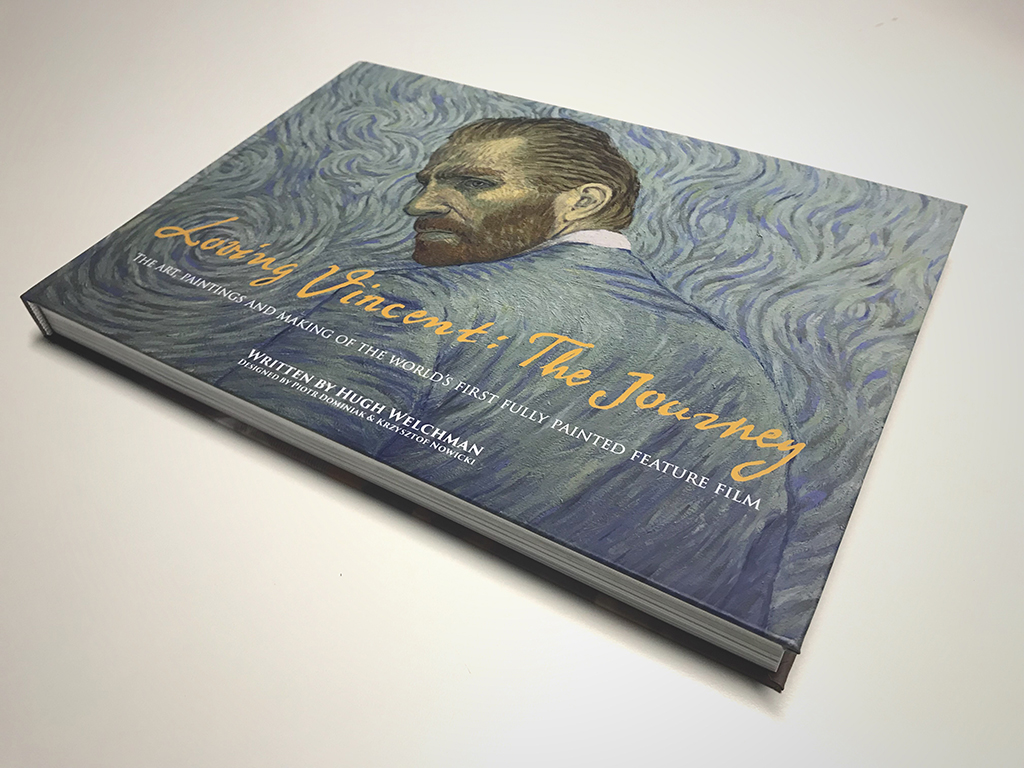 Loving Vincent: The Journey
THE ART, PAINTINGS AND MAKING OF THE WORLD'S FIRST FULLY PAINTED FEATURE FILM
WRITTEN BY HUGH WELCHMAN
DESIGNED BY PIOTR DOMINIAK & KRZYSZTOF NOWICKI